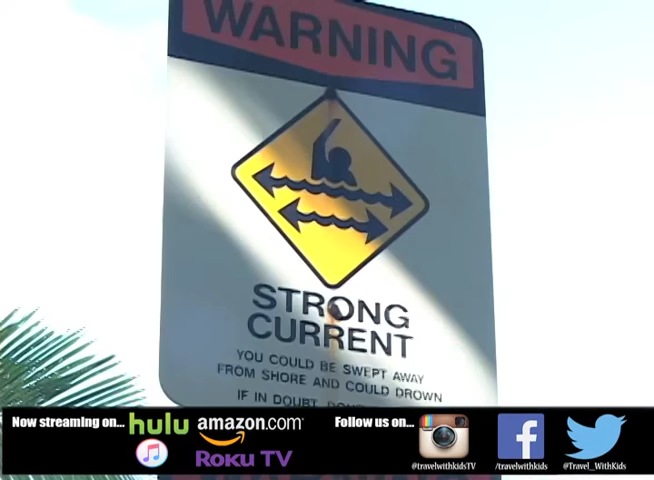 WARNING
STRONG
CURRENT
YOU COULD BE SWEPT AWAY
FROM SHORE AND COULD DROWN
IF IN DOUBT,
Now streaming on... hulu amazon.com Follow us on...
Roku TV
@travelwithkidsTV /travelwithkids @Travel_WithKids